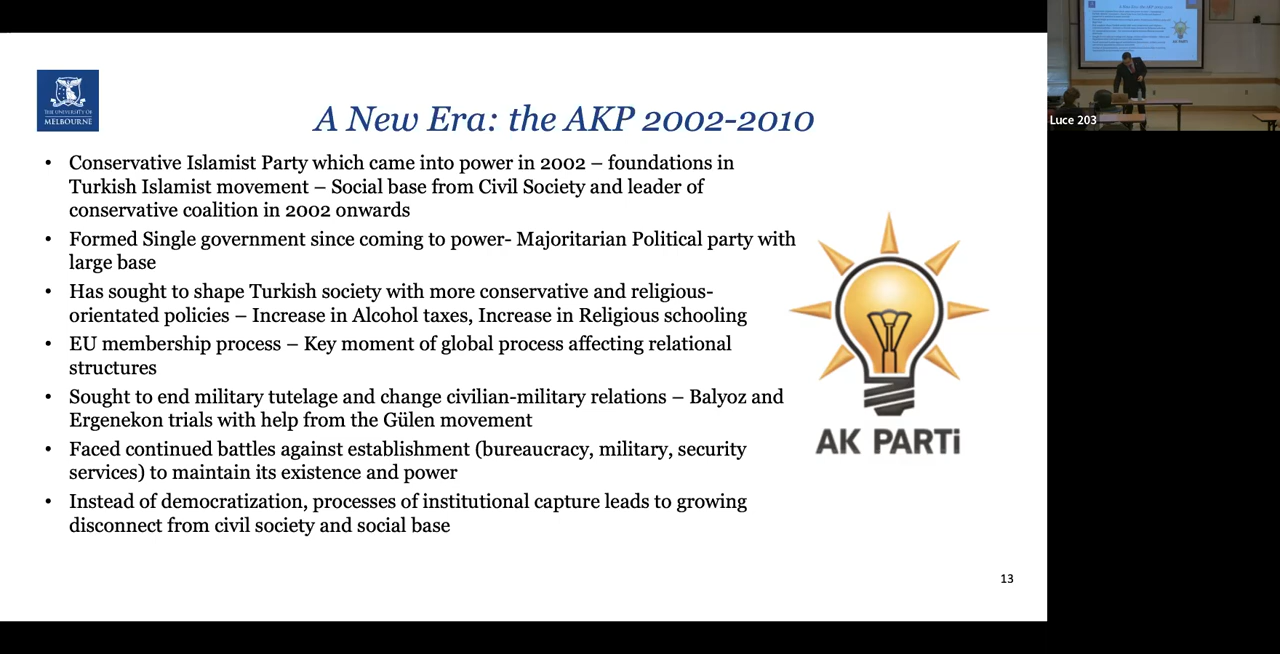 THE UNIVERSITY OF
MELBOURNE
A New Era: the AKP 2002-2010
• Conservative Islamist Party which came into power in 2002 – foundations in
Turkish Islamist movement – Social base from Civil Society and leader of
conservative coalition in 2002 onwards
• Formed Single government since coming to power- Majoritarian Political party with
large base
• Has sought to shape Turkish society with more conservative and religious-
orientated policies – Increase in Alcohol taxes, Increase in Religious schooling
• EU membership process – Key moment of global process affecting relational
structures
• Sought to end military tutelage and change civilian-military relations – Balyoz and
Ergenekon trials with help from the Gülen movement
• Faced continued battles against establishment (bureaucracy, military, security
services) to maintain its existence and power
• Instead of democratization, processes of institutional capture leads to growing
disconnect from civil society and social base
AK PARTi
13
Luce 203